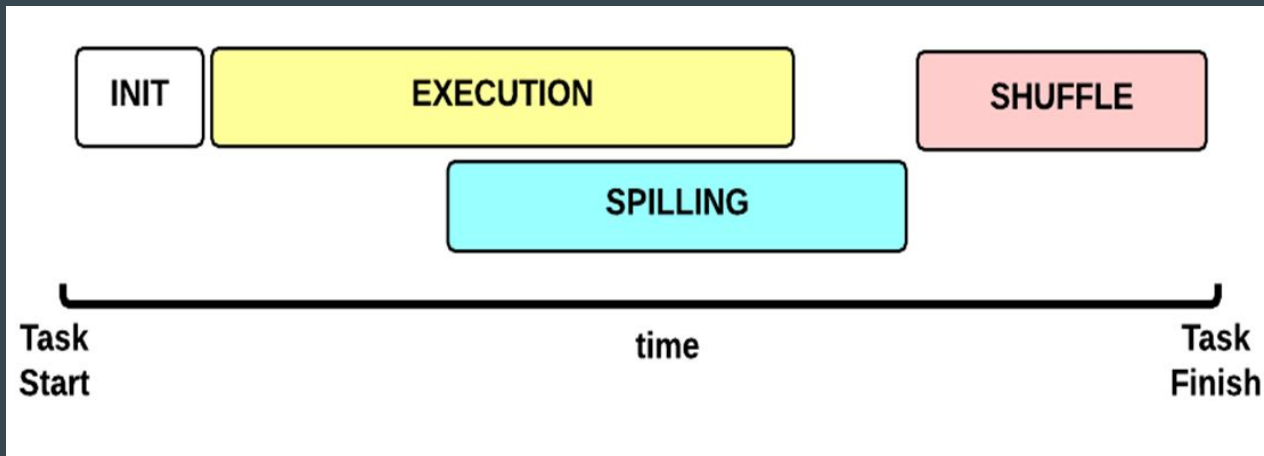 INIT
EXECUTION
SHUFFLE
SPILLING
Task
Start
time
Task
Finish